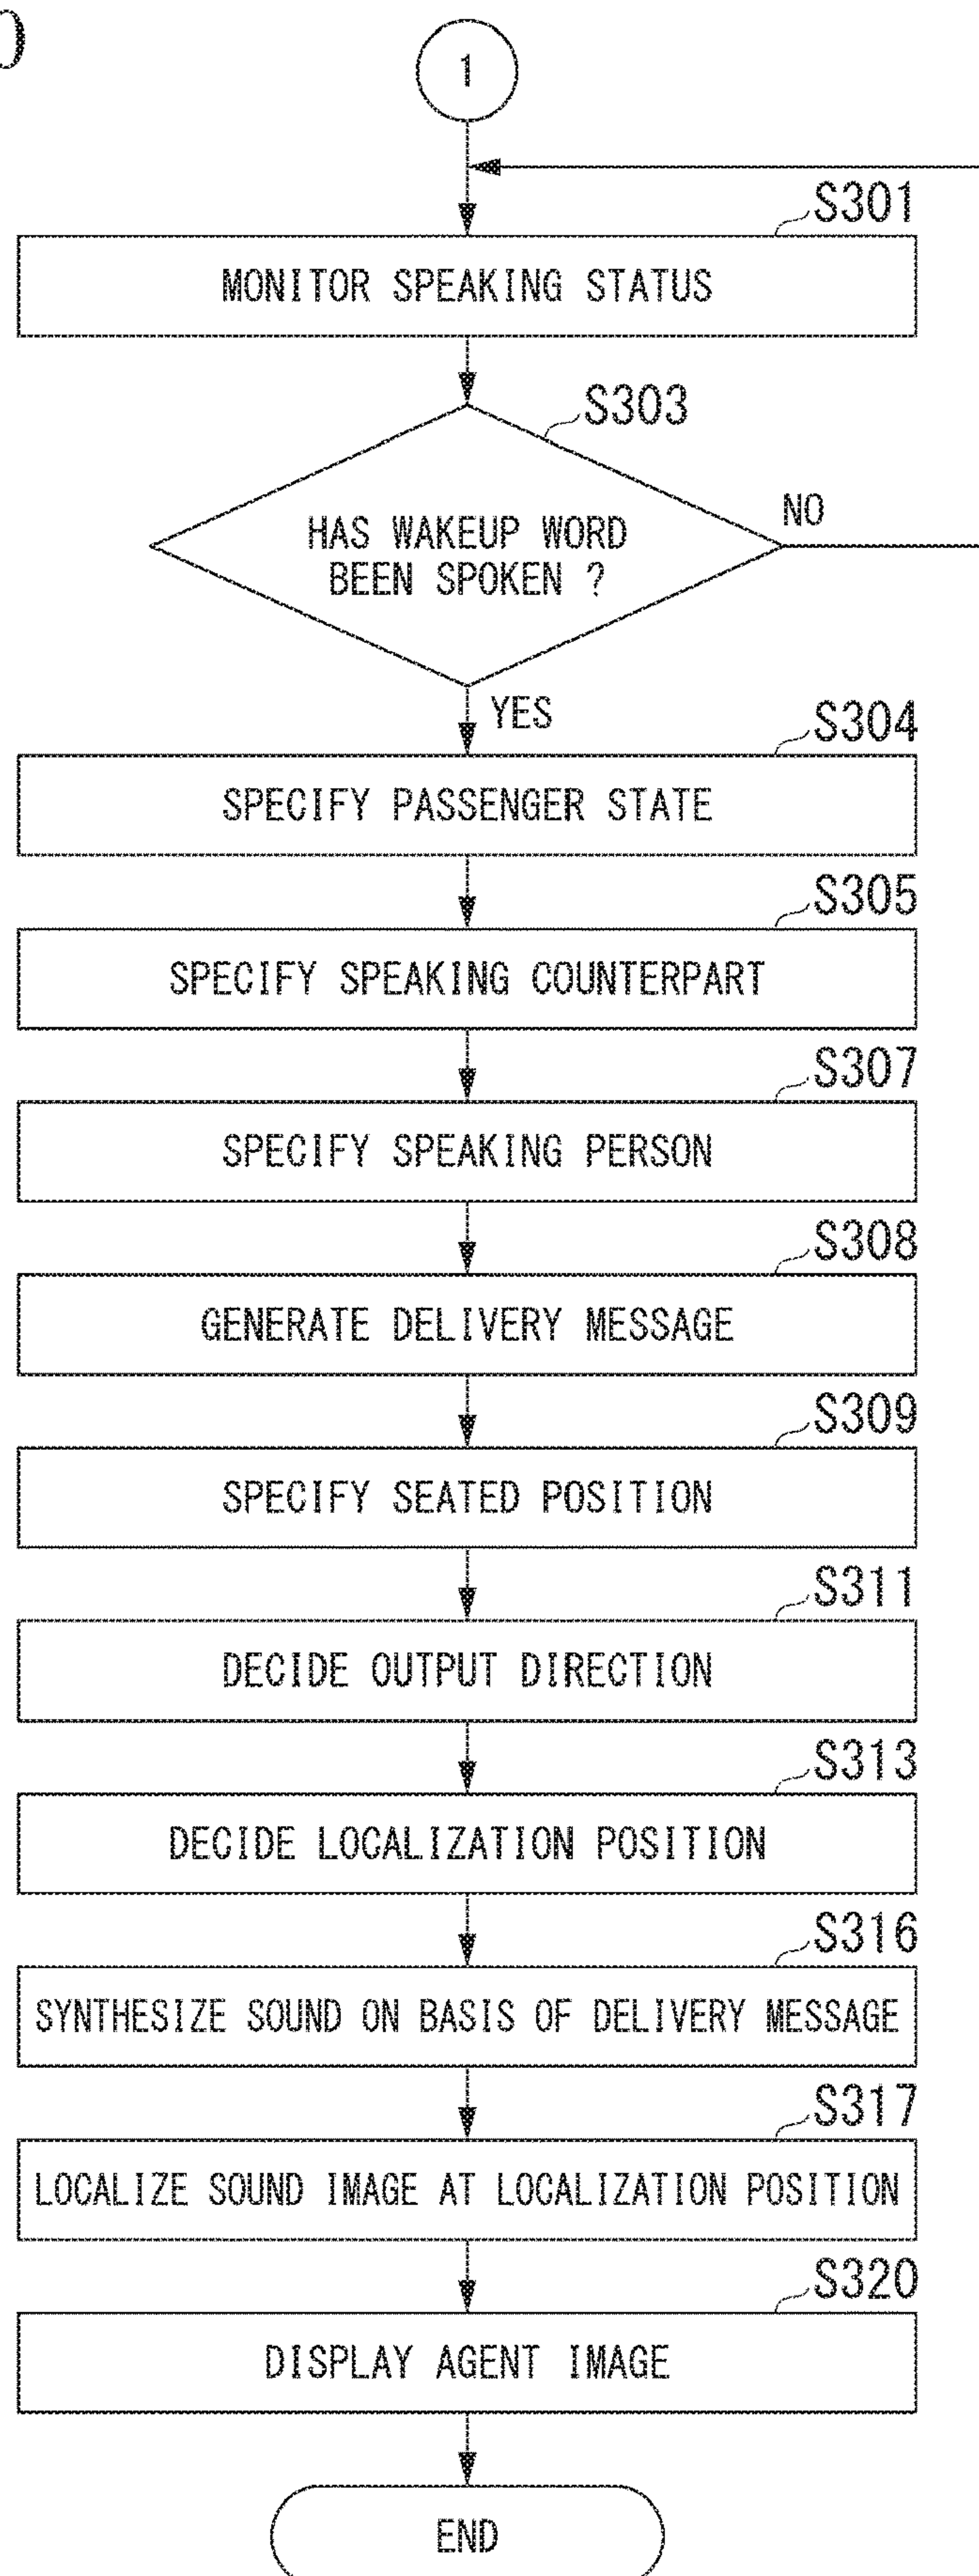 1
S301
MONITOR SPEAKING STATUS
S303
HAS WAKEUP WORD
BEEN SPOKEN ?
NO
YES
S304
SPECIFY PASSENGER STATE
S305
SPECIFY SPEAKING COUNTERPART
S307
SPECIFY SPEAKING PERSON
S308
GENERATE DELIVERY MESSAGE
S309
SPECIFY SEATED POSITION
S311
DECIDE OUTPUT DIRECTION
S313
DECIDE LOCALIZATION POSITION
S316
SYNTHESIZE SOUND ON BASIS OF DELIVERY MESSAGE
S317
LOCALIZE SOUND IMAGE AT LOCALIZATION POSITION
S320
DISPLAY AGENT IMAGE
END